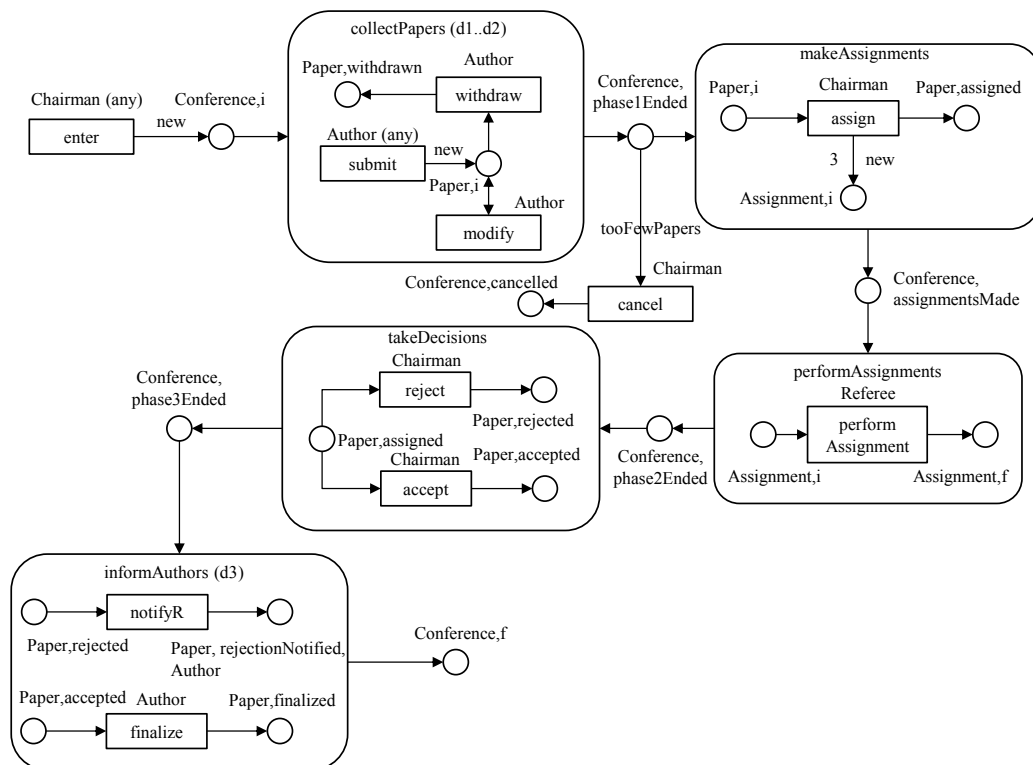 collectPapers (d1..d2)
Author
Paper,withdrawn
withdraw
Author (any)
new
submit
Paper,i
Author
modify
Chairman (any)
enter
new
Conference,i
Conference,
phase1Ended
tooFewPapers
Chairman
cancel
Conference,cancelled
makeAssignments
Paper,i
Chairman
assign
Paper,assigned
3 new
Assignment,i
Conference,
assignmentsMade
performAssignments
Referee
perform
Assignment
Assignment,i
Assignment,f
Conference,
phase2Ended
takeDecisions
Chairman
reject
Paper,rejected
Paper,assigned
Chairman
accept
Paper,accepted
Conference,
phase3Ended
informAuthors (d3)
notifyR
Paper,rejected
Paper, rejectionNotified,
Author
Paper,accepted
Author
finalize
Paper,finalized
Conference,f